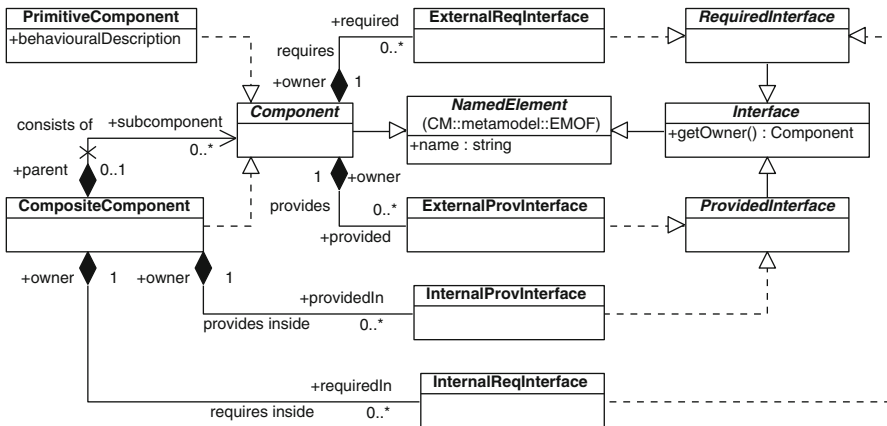 PrimitiveComponent
+behaviouralDescription
+required
requires
0..*
+owner
1
ExternalReqInterface
RequiredInterface
consists of
+subcomponent
0..*
+parent
0..1
Component
NamedElement
(CM::metamodel::EMOF)
+name : string
Interface
+getOwner() : Component
1
+owner
provides
0..*
+provided
CompositeComponent
ExternalProvInterface
ProvidedInterface
+owner
1
+owner
1
+providedIn
provides inside
0..*
InternalProvInterface
+requiredIn
requires inside
0..*
InternalReqInterface